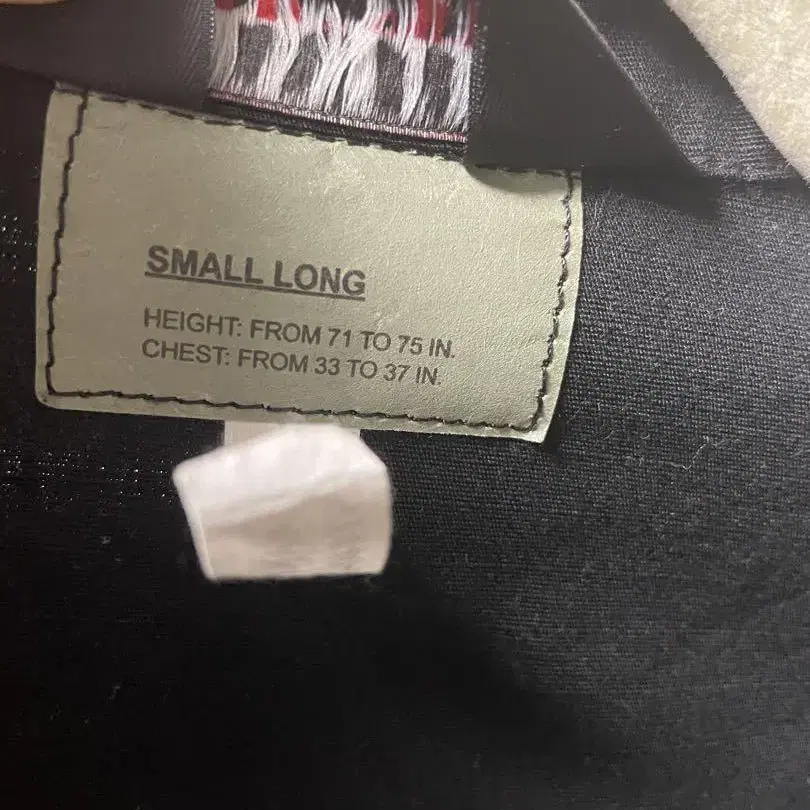 SMALL LONG
HEIGHT: FROM 71 TO 75 IN.
CHEST: FROM 33 TO 37 IN.